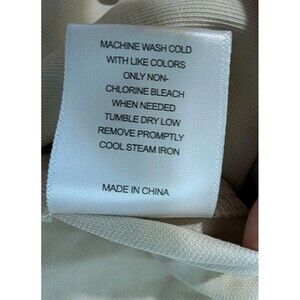 MACHINE WASH COLD
WITH LIKE COLORS
ONLY NON-
CHLORINE BLEACH
WHEN NEEDED
TUMBLE DRY LOW
REMOVE PROMPTLY
COOL STEAM IRON
MADE IN CHINA